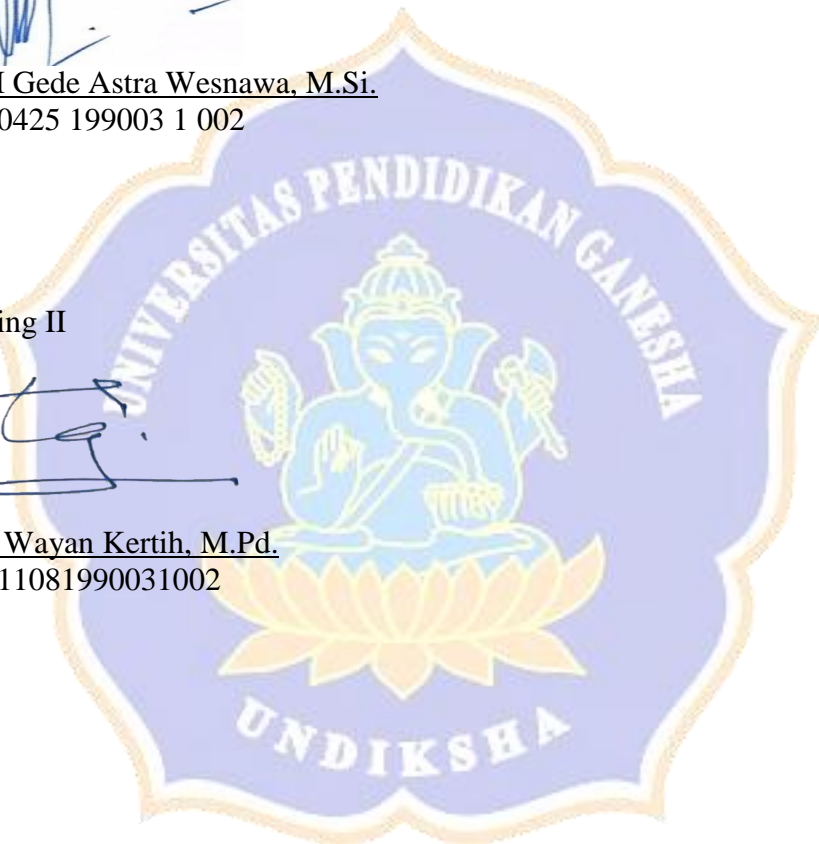 I Gede Astra Wesnawa, M.Si.
0425 199003 1 002
UNIVERSITAS PENDIDIKAN GANESHA
ing II
Wayan Kertih, M.Pd.
11081990031002
UNDIKSHA